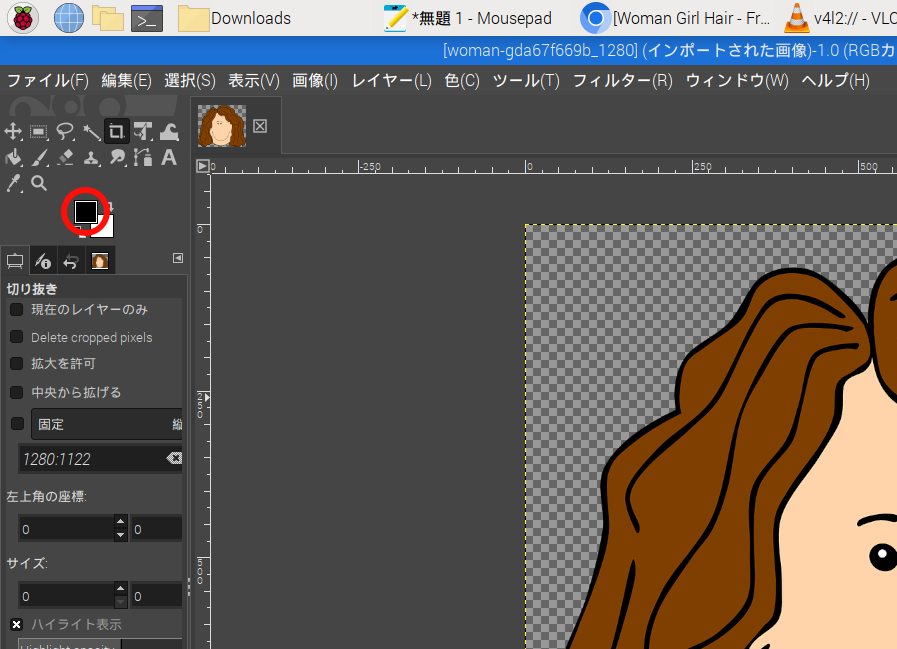 Downloads
*無題 1 - Mousepad
[Woman Girl Hair - Fr...
v4l2:// - VLC
[woman-gda67f669b_1280] (インポートされた画像)-1.0 (RGBカ
ファイル(F) 編集(E) 選択(S) 表示(V) 画像(I) レイヤー(L) 色(C) ツール(T) フィルター(R) ウィンドウ(W) ヘルプ(H)
0 -250 0 250 500
0
250
500
切り抜き
現在のレイヤーのみ
Delete cropped pixels
拡大を許可
中央から拡げる
固定 縦
1280:1122
左上角の座標:
0 0
サイズ:
0 0
ハイライト表示
Highlight opacity